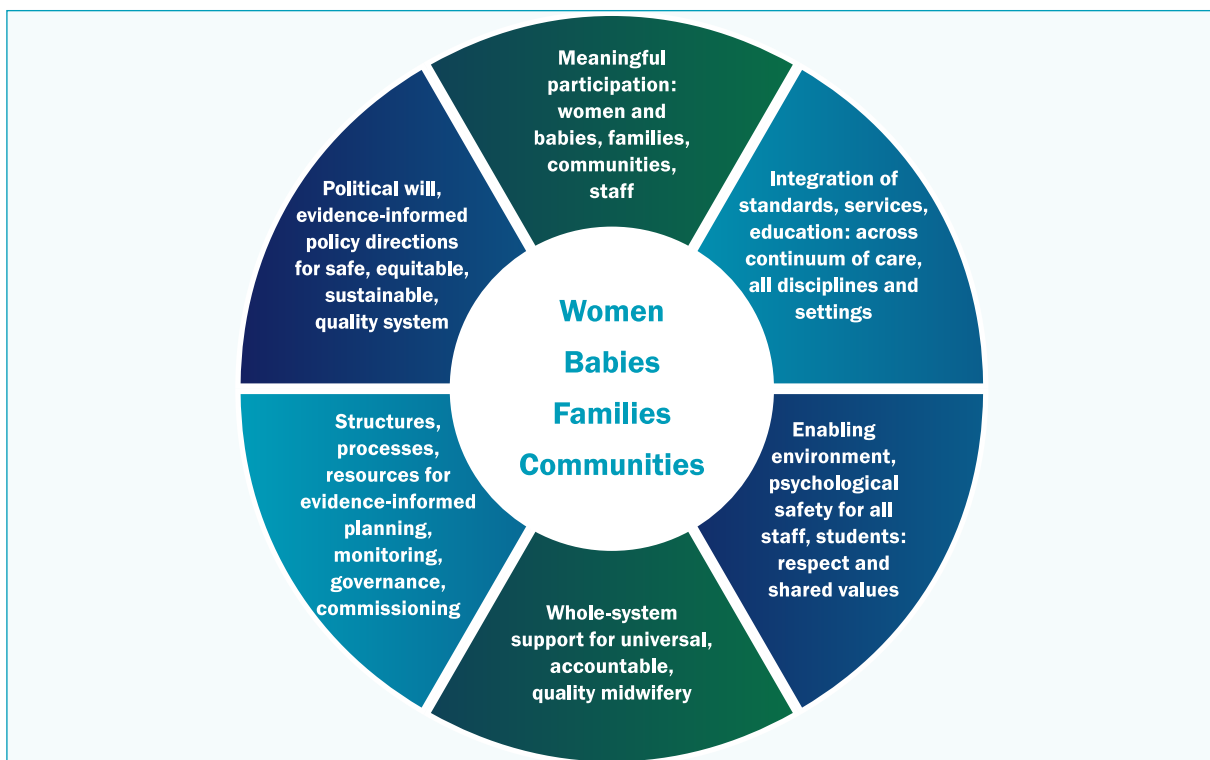 Meaningful
participation:
women and
babies, families,
communities,
staff
Integration of
standards, services,
education: across
continuum of care,
all disciplines and
settings
Enabling
environment,
psychological
safety for all
staff, students:
respect and
shared values
Whole-system
support for universal,
accountable,
quality midwifery
Structures,
processes,
resources for
evidence-informed
planning,
monitoring,
governance,
commissioning
Political will,
evidence-informed
policy directions
for safe, equitable,
sustainable,
quality system
Women
Babies
Families
Communities